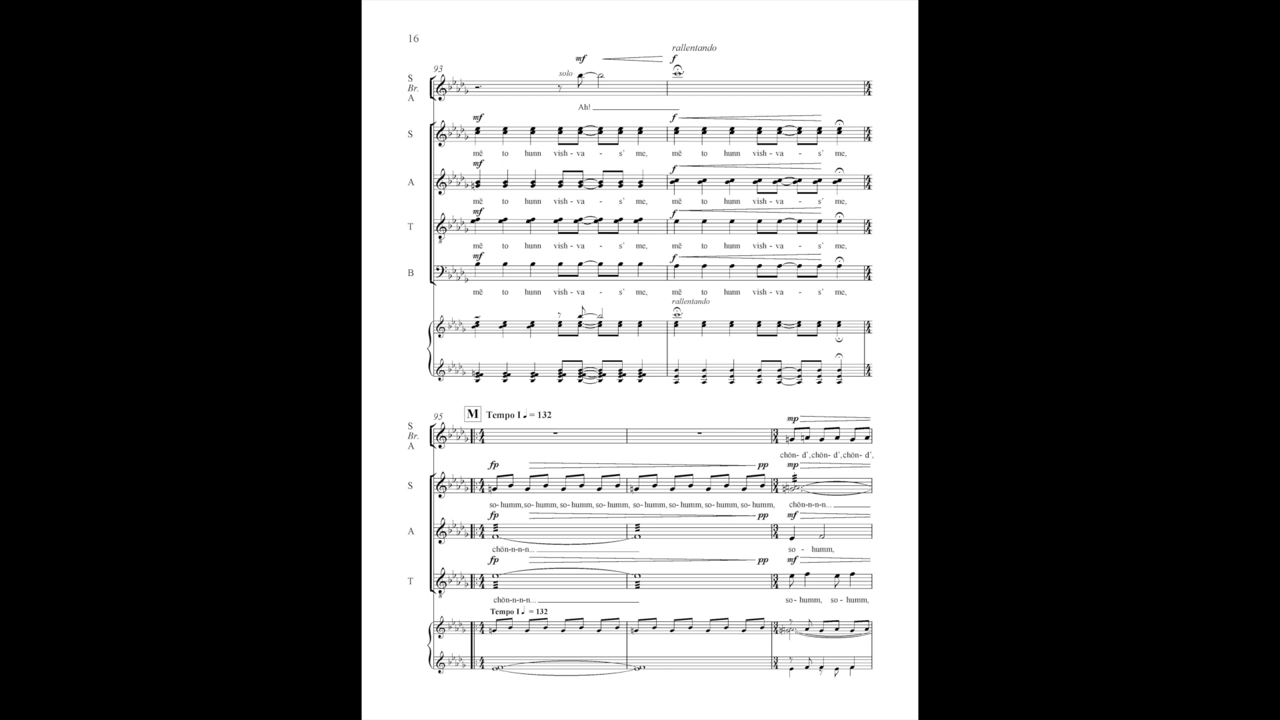 16
rallentando
mf f
93
solo
S
Br.
A
Ah!
mf f
S
mē to hunn vish - va - s' me, mē to hunn vish - va - s' me,
mf f
A
mē to hunn vish - va - s' me, mē to hunn vish - va - s' me,
mf f
T
mē to hunn vish - va - s' me, mē to hunn vish - va - s' me,
mf f
B
mē to hunn vish - va - s' me, mē to hunn vish - va - s' me,
rallentando
95 M Tempo I ♩ = 132
mp
S
Br.
A
chōn- d', chōn- d', chōn- d',
fp pp mp
S
so-humm, so-humm, so-humm, so-humm, so-humm, so-humm, so-humm, so-humm, chōn-n-n...
fp pp mf
A
chōn-n-n... so - humm,
fp pp mf
T
chōn-n-n... so - humm, so - humm,
Tempo I ♩ = 132